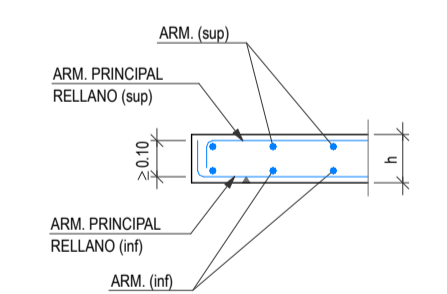 ARM. (sup)
ARM. PRINCIPAL
RELLANO (sup)
≥0.10
h
ARM. PRINCIPAL
RELLANO (inf)
ARM. (inf)